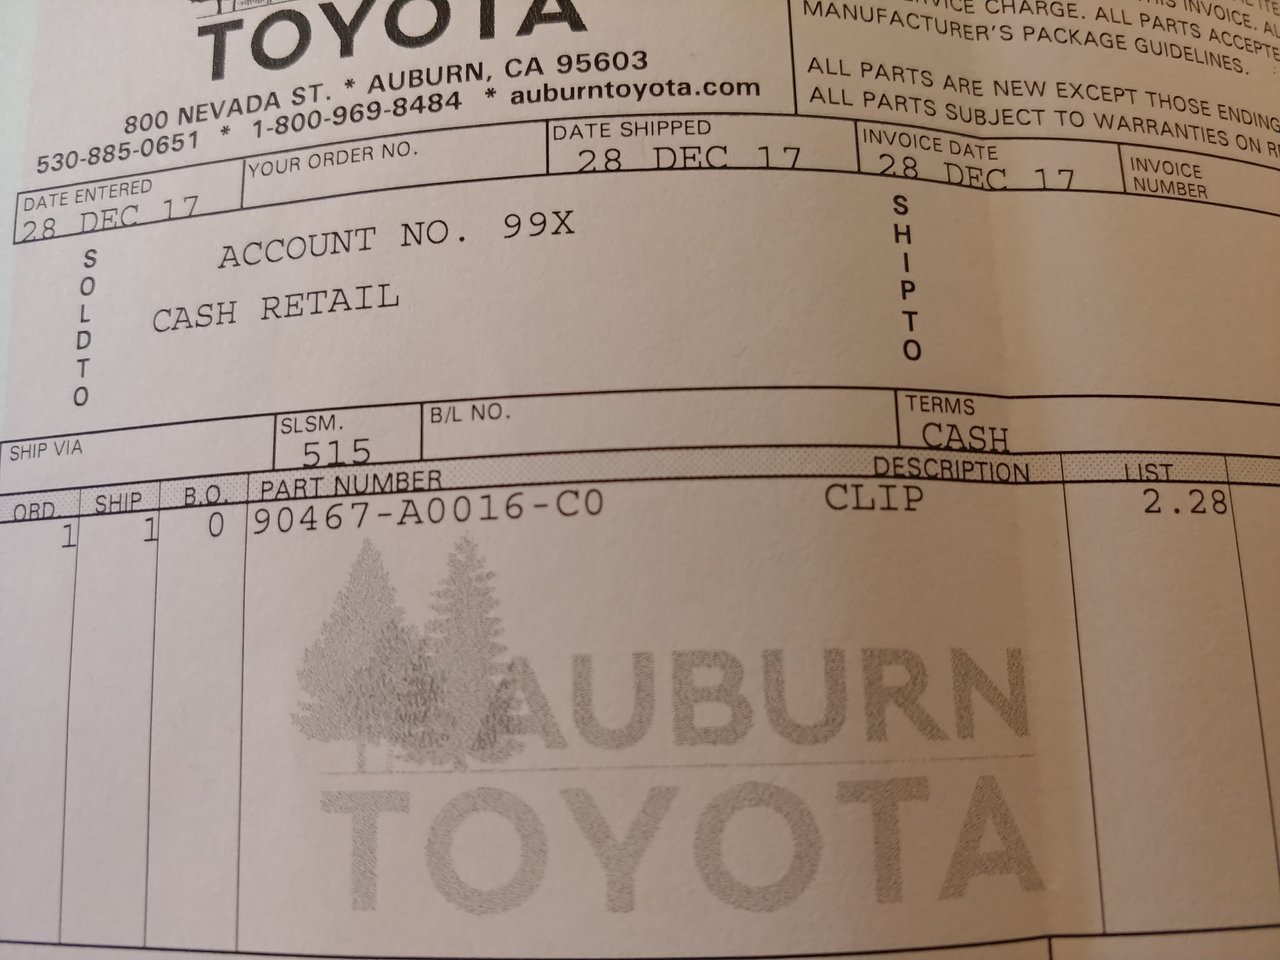 TOYOTA
800 NEVADA ST. * AUBURN, CA 95603
530-885-0651 * 1-800-969-8484 * auburntoyota.com
THIS INVOICE.
SERVICE CHARGE. ALL PARTS
MANUFACTURER'S PACKAGE GUIDELINES.
ALL PARTS ARE NEW EXCEPT THOSE ENDING
ALL PARTS SUBJECT TO WARRANTIES ON
DATE ENTERED
28 DEC 17
YOUR ORDER NO.
DATE SHIPPED
28 DEC 17
INVOICE DATE
28 DEC 17
INVOICE
NUMBER
SOLD TO
ACCOUNT NO. 99X
CASH RETAIL
SHIP TO
SHIP VIA
SLSM.
515
B/L NO.
TERMS
CASH
ORD. SHIP B.O. PART NUMBER DESCRIPTION LIST
1 1 0 90467-A0016-C0 CLIP 2.28
AUBURN
TOYOTA